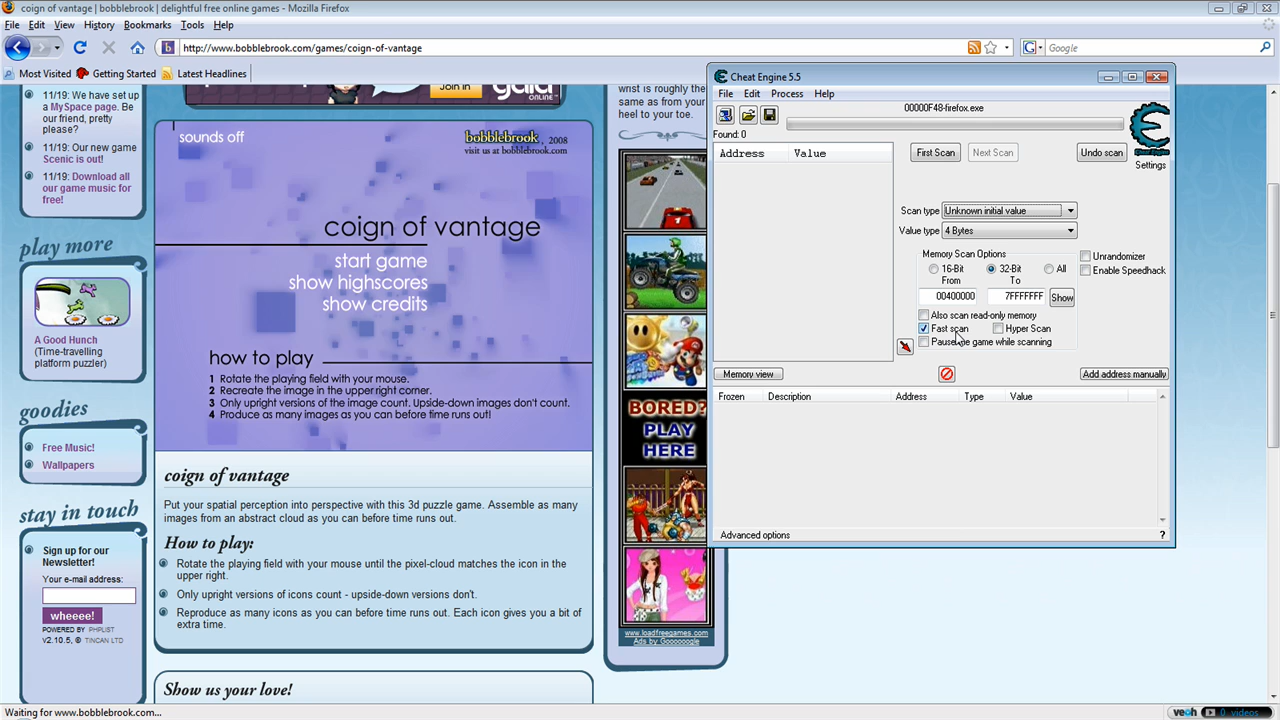 coign of vantage | bobblebrook | delightful free online games - Mozilla Firefox
File Edit View History Bookmarks Tools Help
http://www.bobblebrook.com/games/coign-of-vantage
Google
Most Visited Getting Started Latest Headlines
11/19: We have set up a MySpace page. Be our friend, pretty please?
11/19: Our new game Scenic is out!
11/19: Download all our game music for free!
play more
A Good Hunch
(Time-travelling
platform puzzler)
goodies
Free Music!
Wallpapers
stay in touch
Sign up for our
Newsletter!
Your e-mail address:
wheeee!
POWERED BY PHPLIST
V2.10.5, © TINCAN LTD
Join in
gaia
ONLINE
sounds off
bobblebrook, 2008
visit us at bobblebrook.com
coign of vantage
start game
show highscores
show credits
how to play
1 Rotate the playing field with your mouse.
2 Recreate the image in the upper right corner.
3 Only upright versions of the image count. Upside-down images don't count.
4 Produce as many images as you can before time runs out!
coign of vantage
Put your spatial perception into perspective with this 3d puzzle game. Assemble as many
images from an abstract cloud as you can before time runs out.
How to play:
Rotate the playing field with your mouse until the pixel-cloud matches the icon in the
upper right.
Only upright versions of icons count - upside-down versions don't.
Reproduce as many icons as you can before time runs out. Each icon gives you a bit of
extra time.
Show us your love!
wrist is roughly the
same as from your
heel to your toe.
BORED?
PLAY
HERE
www.loadfreegames.com
Ads by Goooooogle
Cheat Engine 5.5
File Edit Process Help
00000F48-firefox.exe
Found: 0
Address Value
First Scan Next Scan Undo scan
Cheat Engine
Settings
Scan type Unknown initial value
Value type 4 Bytes
Memory Scan Options
16-Bit 32-Bit All
From To
00400000 7FFFFFFF Show
Unrandomizer
Enable Speedhack
Also scan read-only memory
Fast scan Hyper Scan
Pause the game while scanning
Memory view Add address manually
Frozen Description Address Type Value
Advanced options ?
Waiting for www.bobblebrook.com...
veoh 0 videos